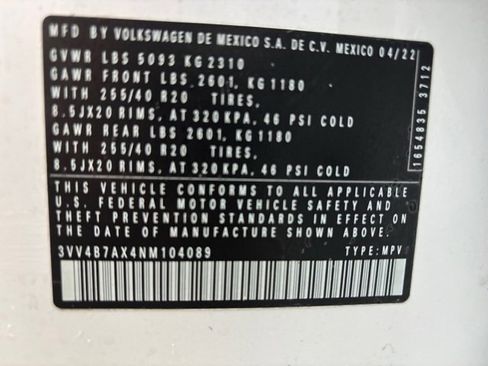 MFD BY VOLKSWAGEN DE MEXICO S.A. DE C.V. MEXICO 04/22
GVWR LBS 5093 KG 2310
GAWR FRONT LBS 2601, KG 1180
WITH 255/40 R20 TIRES,
8.5JX20 RIMS, AT 320 KPA, 46 PSI COLD
GAWR REAR LBS 2601, KG 1180
WITH 255/40 R20 TIRES,
8.5JX20 RIMS, AT 320 KPA, 46 PSI COLD
THIS VEHICLE CONFORMS TO ALL APPLICABLE
U.S. FEDERAL MOTOR VEHICLE SAFETY AND
THEFT PREVENTION STANDARDS IN EFFECT ON
THE DATE OF MANUFACTURE SHOWN ABOVE.
3VV4B7AX4NM104089 TYPE: MPV
1654835 3712